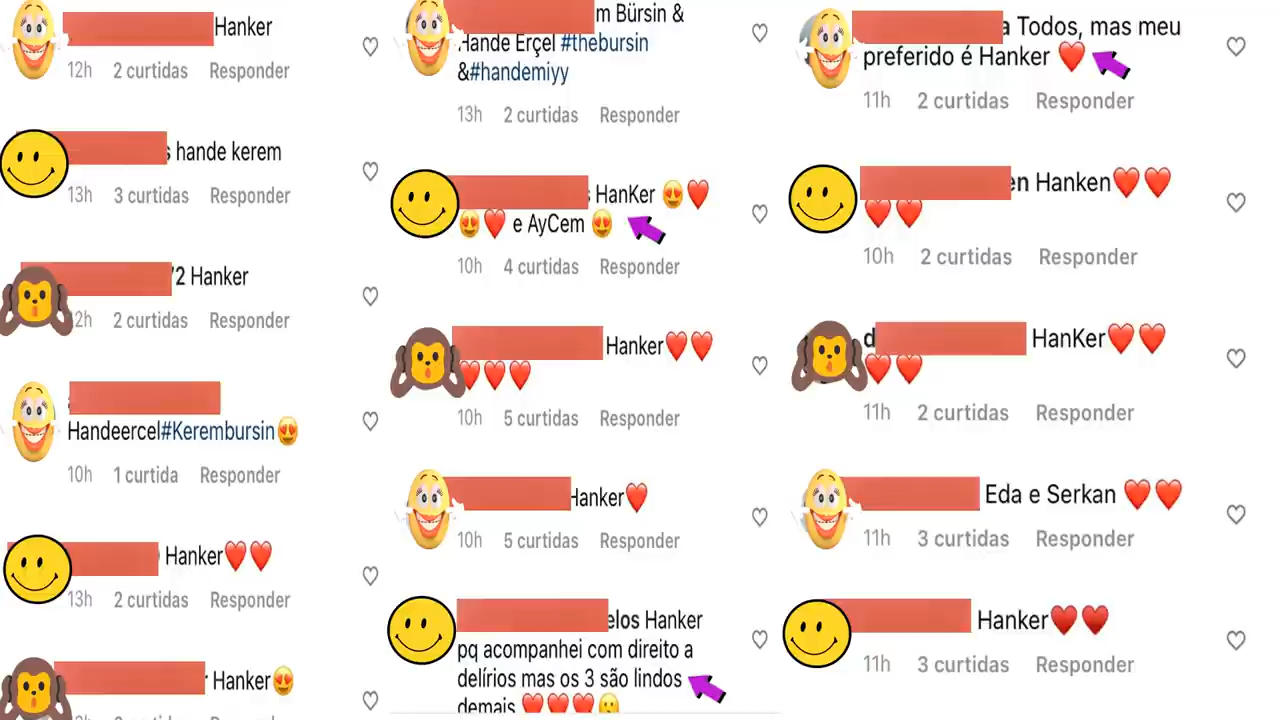 Hanker
12h 2 curtidas Responder
s hande kerem
13h 3 curtidas Responder
2 Hanker
2h 2 curtidas Responder
Handeercel#Kerembursin😍
10h 1 curtida Responder
Hanker❤️❤️
13h 2 curtidas Responder
Hanker😍
m Bürsin &
Hande Erçel #thebursin
&#handemiyy
13h 2 curtidas Responder
HanKer 😍❤️
😍❤️ e AyCem 😍
10h 4 curtidas Responder
Hanker❤️❤️
❤️❤️❤️
10h 5 curtidas Responder
Hanker❤️
10h 5 curtidas Responder
elos Hanker
pq acompanhei com direito a
delírios mas os 3 são lindos
demais ❤️❤️❤️
a Todos, mas meu
preferido é Hanker ❤️
11h 2 curtidas Responder
en Hanken❤️❤️
❤️❤️
10h 2 curtidas Responder
d HanKer❤️❤️
❤️❤️
11h 2 curtidas Responder
Eda e Serkan ❤️❤️
11h 3 curtidas Responder
Hanker❤️❤️
11h 3 curtidas Responder